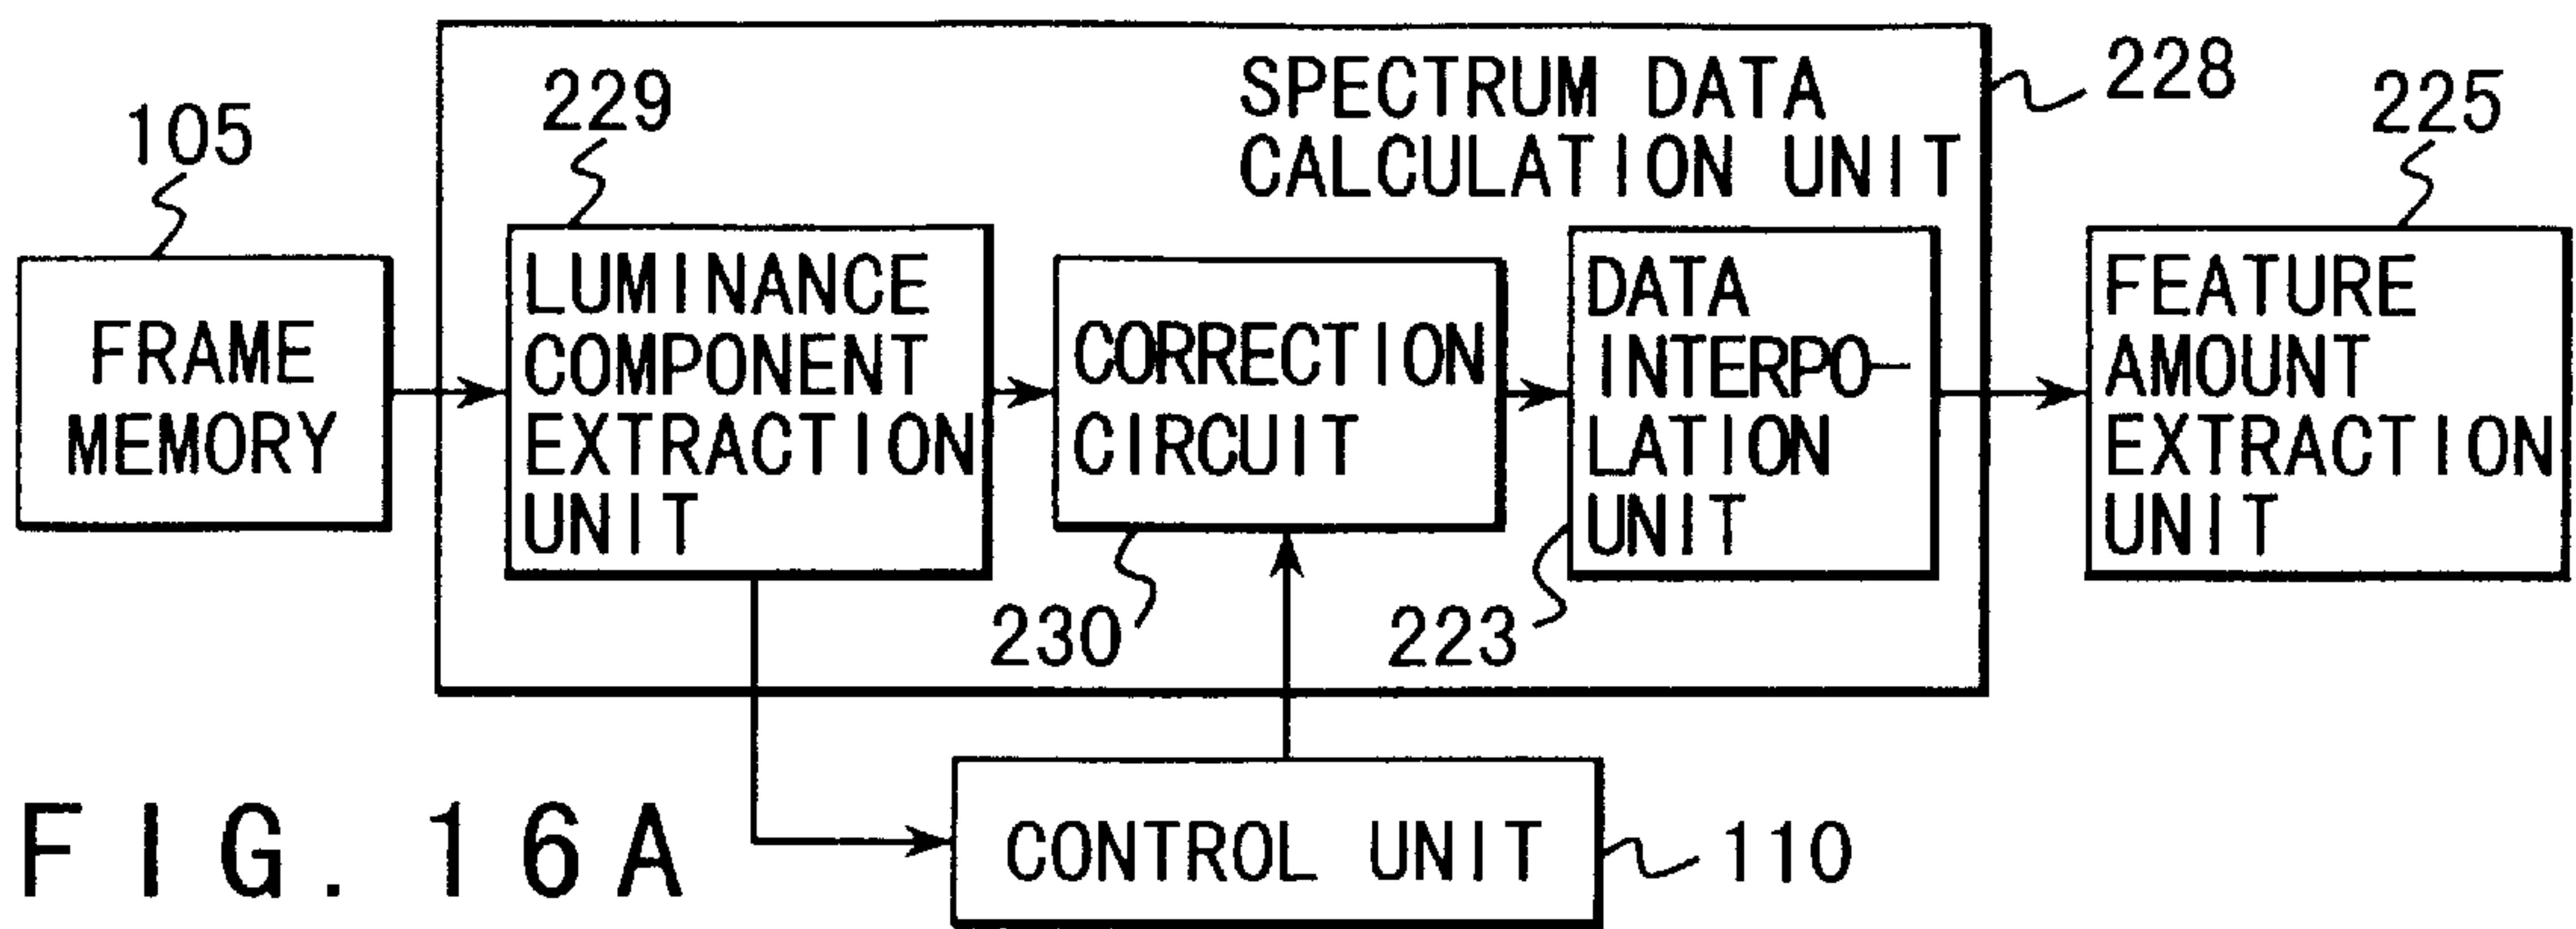 SPECTRUM DATA
CALCULATION UNIT
228
229
105
225
FRAME
MEMORY
LUMINANCE
COMPONENT
EXTRACTION
UNIT
CORRECTION
CIRCUIT
DATA
INTERPO-
LATION
UNIT
FEATURE
AMOUNT
EXTRACTION
UNIT
230
223
CONTROL UNIT
110
FIG. 16A